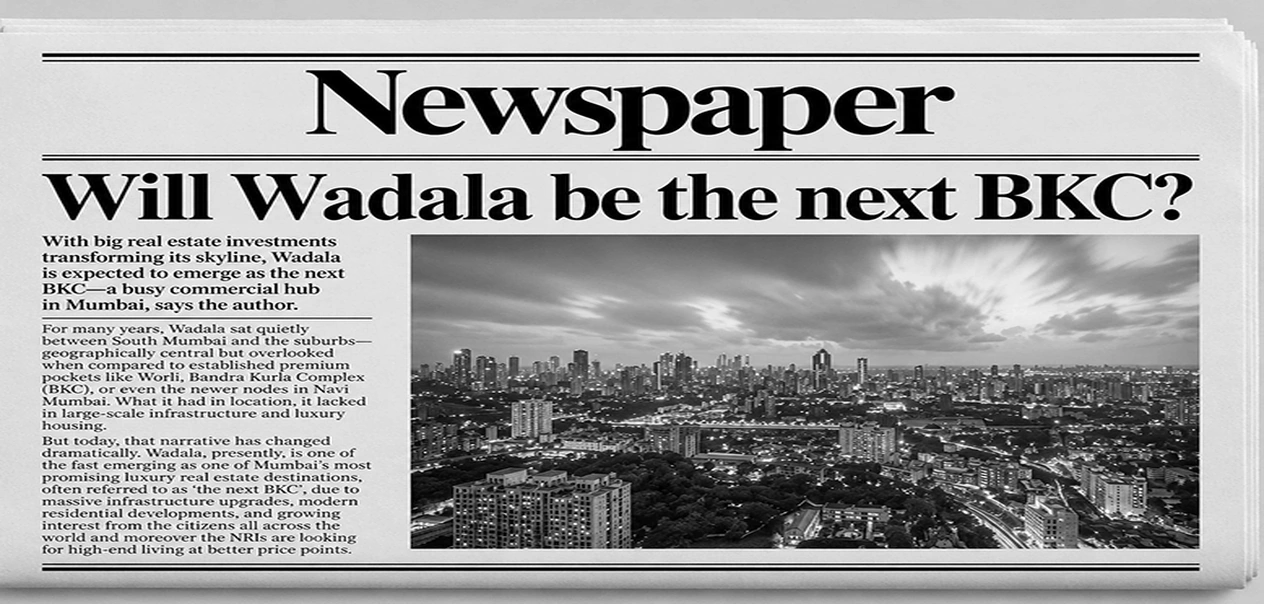 Newspaper
Will Wadala be the next BKC?
With big real estate investments
transforming its skyline, Wadala
is expected to emerge as the next
BKC—a busy commercial hub
in Mumbai, says the author.
For many years, Wadala sat quietly
between South Mumbai and the suburbs—
geographically central but overlooked
when compared to established premium
pockets like Worli, Bandra Kurla Complex
(BKC), or even the newer nodes in Navi
Mumbai. What it had in location, it lacked
in large-scale infrastructure and luxury
housing.
But today, that narrative has changed
dramatically. Wadala, presently, is one of
the fast emerging as one of Mumbai's most
promising luxury real estate destinations,
often referred to as ‘the next BKC’, due to
massive infrastructure upgrades, modern
residential developments, and growing
interest from the citizens all across the
world and moreover the NRIs are looking
for high-end living at better price points.